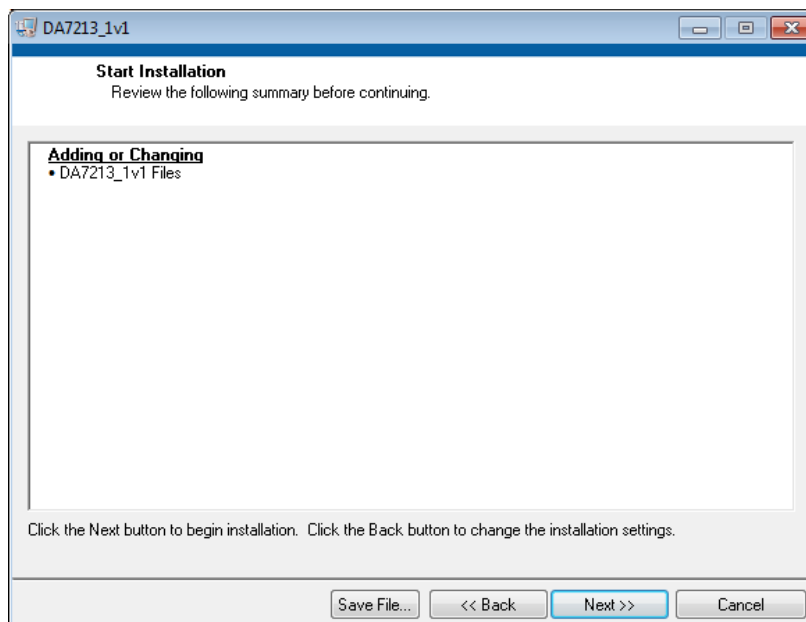 DA7213_1v1
Start Installation
Review the following summary before continuing.
Adding or Changing
• DA7213_1v1 Files
Click the Next button to begin installation.  Click the Back button to change the installation settings.
Save File... << Back Next >> Cancel